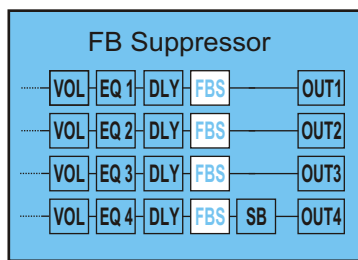 FB Suppressor
VOL EQ 1 DLY FBS OUT1
VOL EQ 2 DLY FBS OUT2
VOL EQ 3 DLY FBS OUT3
VOL EQ 4 DLY FBS SB OUT4